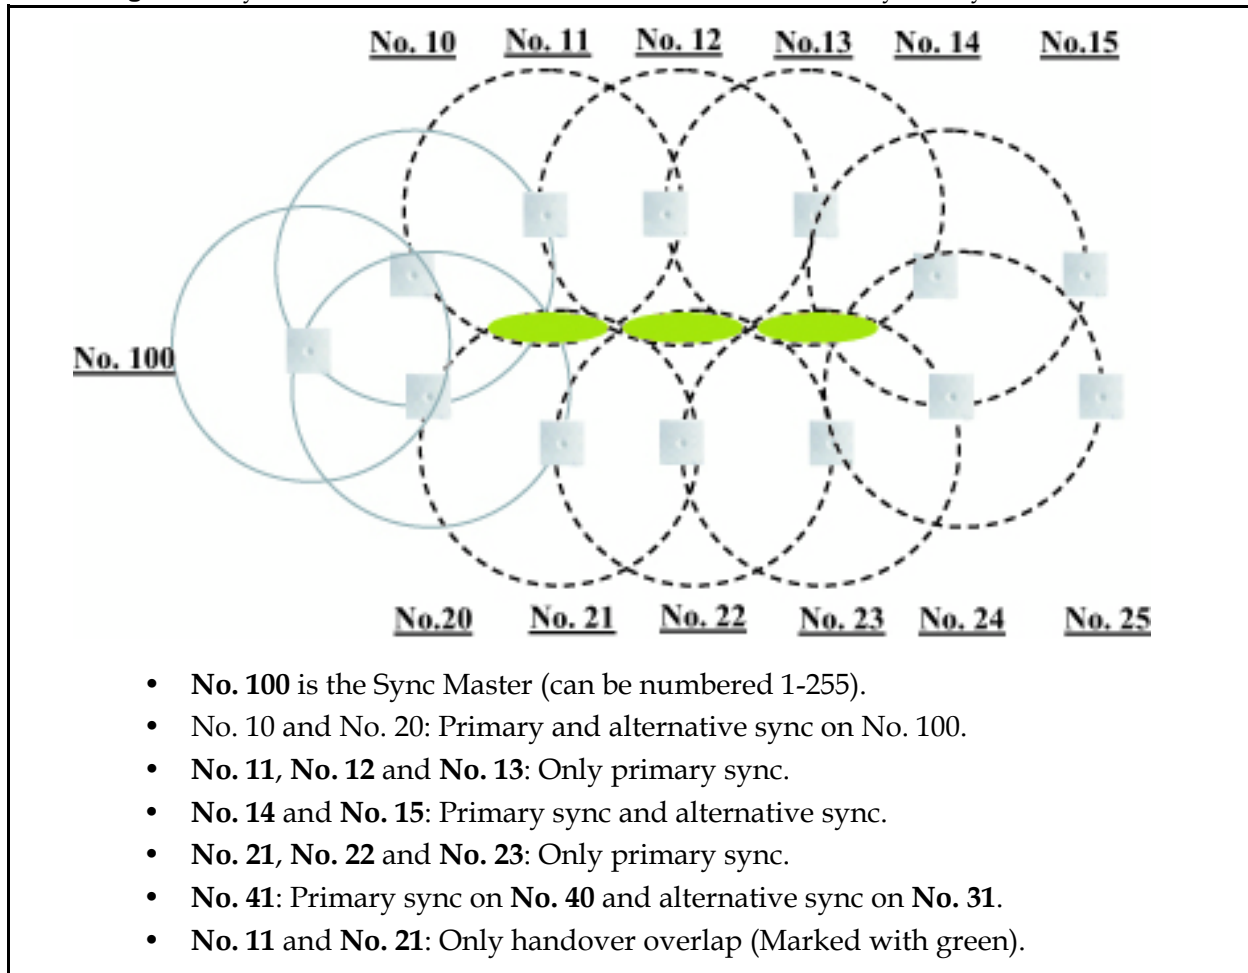 No. 10 No. 11 No. 12 No.13 No. 14 No.15
No. 100
No.20 No. 21 No. 22 No. 23 No. 24 No. 25
• No. 100 is the Sync Master (can be numbered 1-255).
• No. 10 and No. 20: Primary and alternative sync on No. 100.
• No. 11, No. 12 and No. 13: Only primary sync.
• No. 14 and No. 15: Primary sync and alternative sync.
• No. 21, No. 22 and No. 23: Only primary sync.
• No. 41: Primary sync on No. 40 and alternative sync on No. 31.
• No. 11 and No. 21: Only handover overlap (Marked with green).